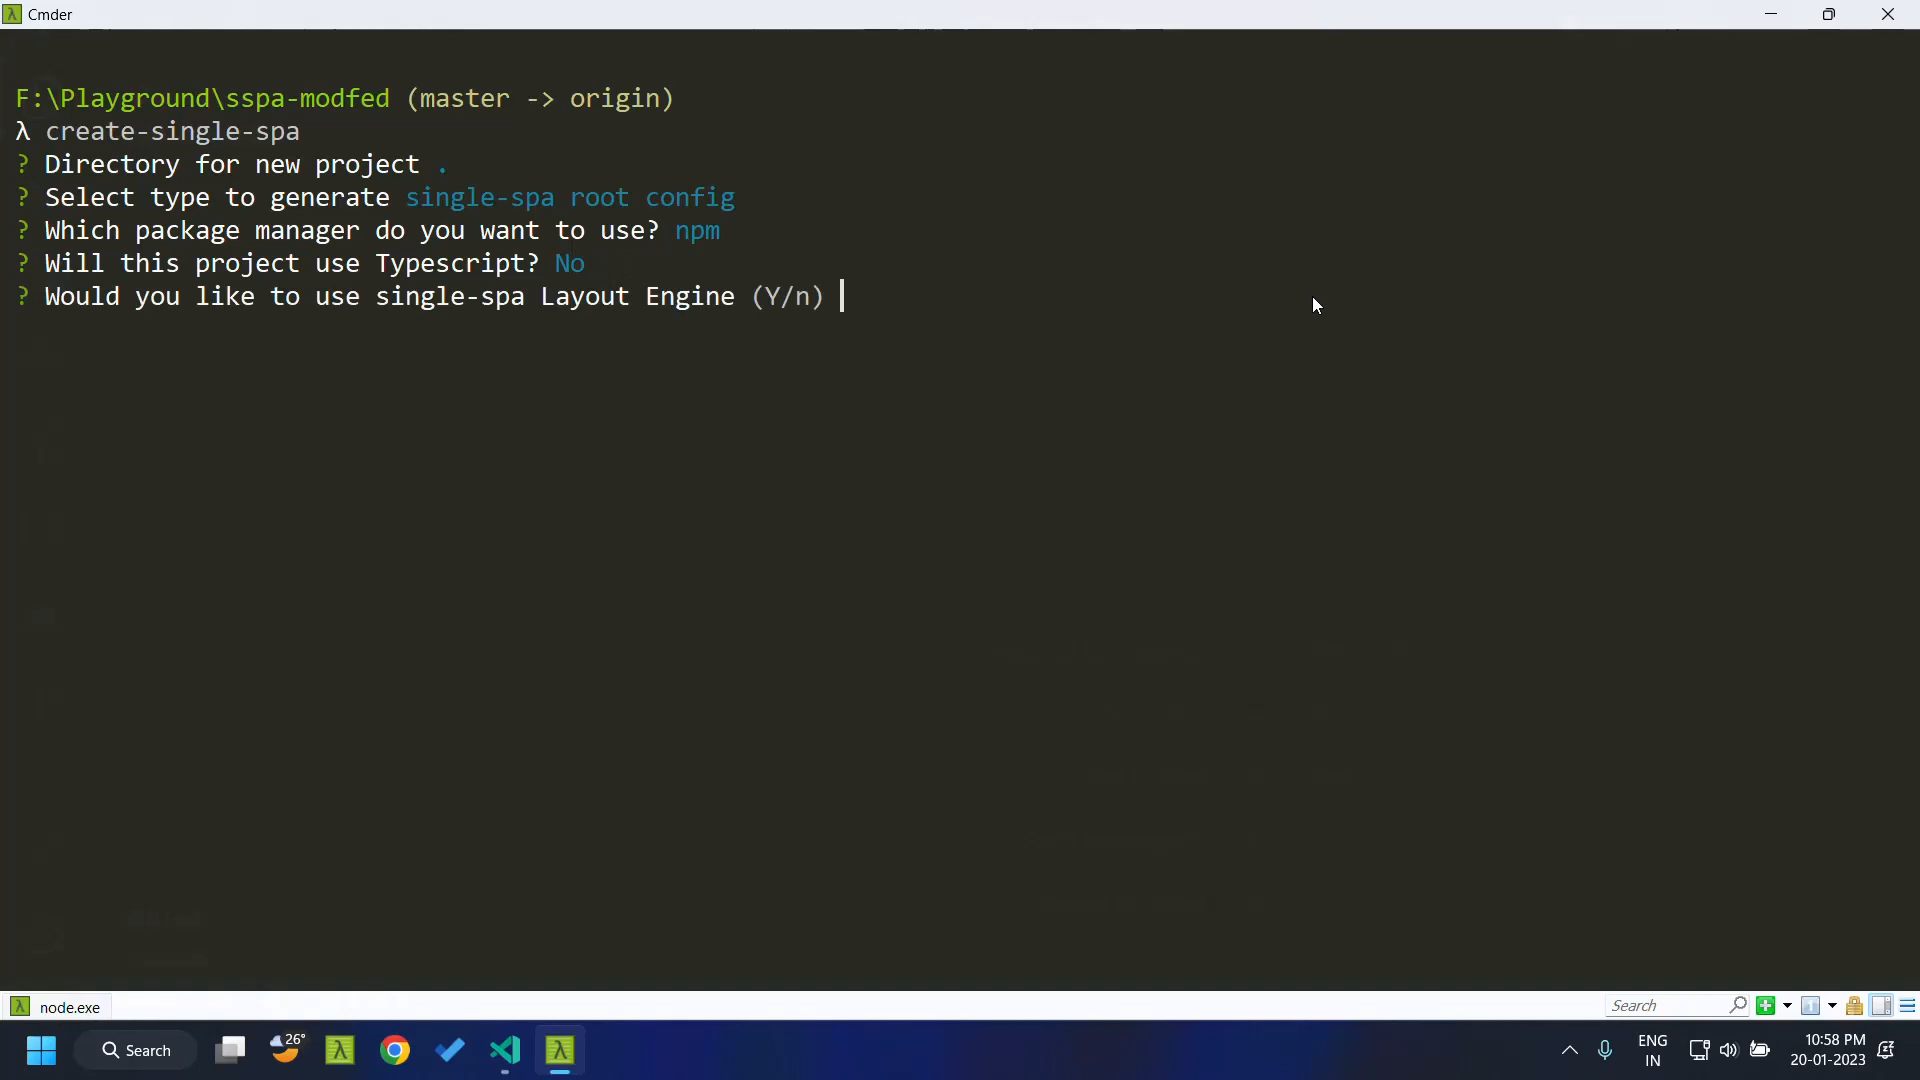 Cmder
F:\Playground\sspa-modfed (master -> origin)
λ create-single-spa
? Directory for new project .
? Select type to generate single-spa root config
? Which package manager do you want to use? npm
? Will this project use Typescript? No
? Would you like to use single-spa Layout Engine (Y/n)
node.exe
Search
Search
26°
ENG
IN
10:58 PM
20-01-2023